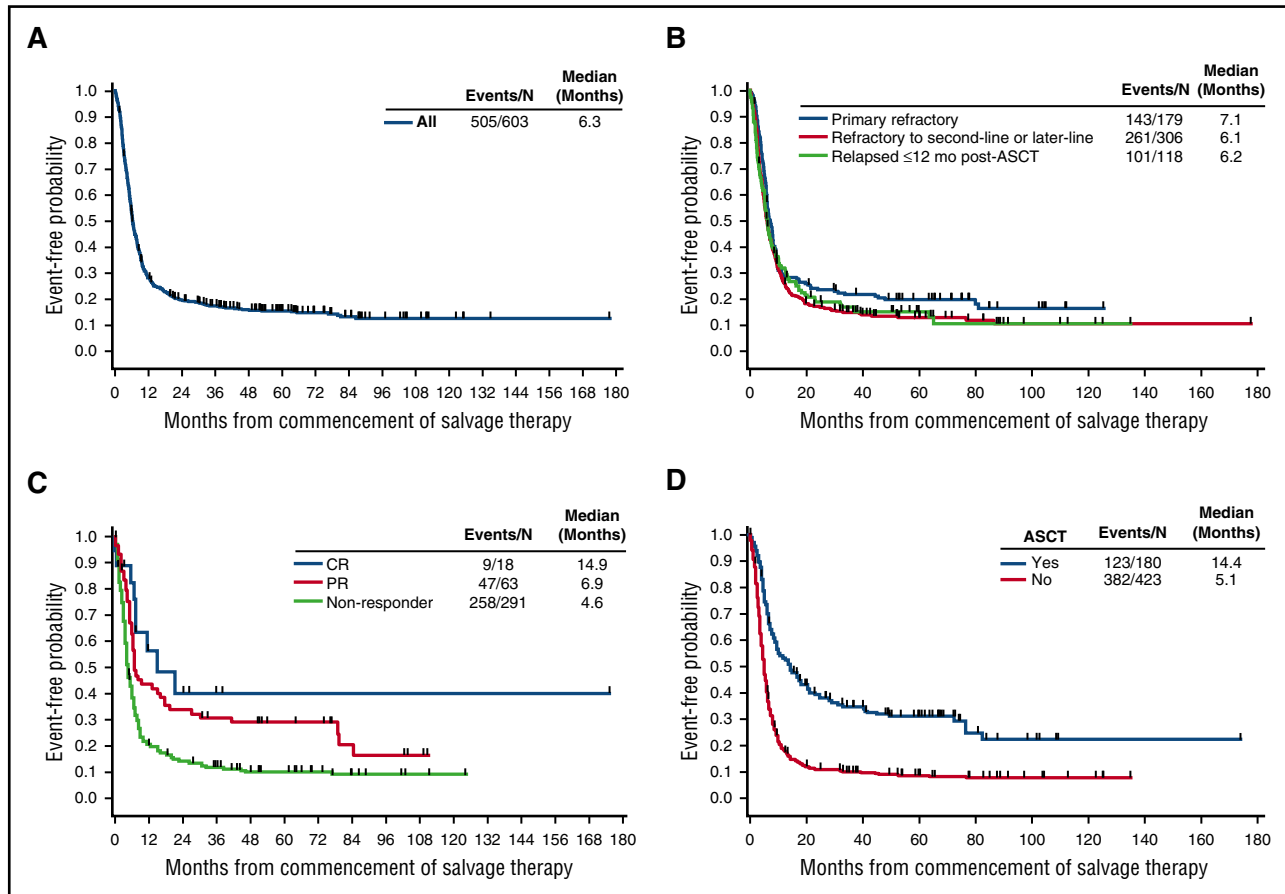 A
Median
Events/N (Months)
All 505/603 6.3
1.0
0.9
0.8
0.7
0.6
0.5
0.4
0.3
0.2
0.1
0.0
Event-free probability
0 12 24 36 48 60 72 84 96 108 120 132 144 156 168 180
Months from commencement of salvage therapy
B
Median
Events/N (Months)
Primary refractory 143/179 7.1
Refractory to second-line or later-line 261/306 6.1
Relapsed ≤12 mo post-ASCT 101/118 6.2
1.0
0.9
0.8
0.7
0.6
0.5
0.4
0.3
0.2
0.1
0.0
Event-free probability
0 20 40 60 80 100 120 140 160 180
Months from commencement of salvage therapy
C
Median
Events/N (Months)
CR 9/18 14.9
PR 47/63 6.9
Non-responder 258/291 4.6
1.0
0.9
0.8
0.7
0.6
0.5
0.4
0.3
0.2
0.1
0.0
Event-free probability
0 12 24 36 48 60 72 84 96 108 120 132 144 156 168 180
Months from commencement of salvage therapy
D
Median
ASCT Events/N (Months)
Yes 123/180 14.4
No 382/423 5.1
1.0
0.9
0.8
0.7
0.6
0.5
0.4
0.3
0.2
0.1
0.0
Event-free probability
0 20 40 60 80 100 120 140 160 180
Months from commencement of salvage therapy